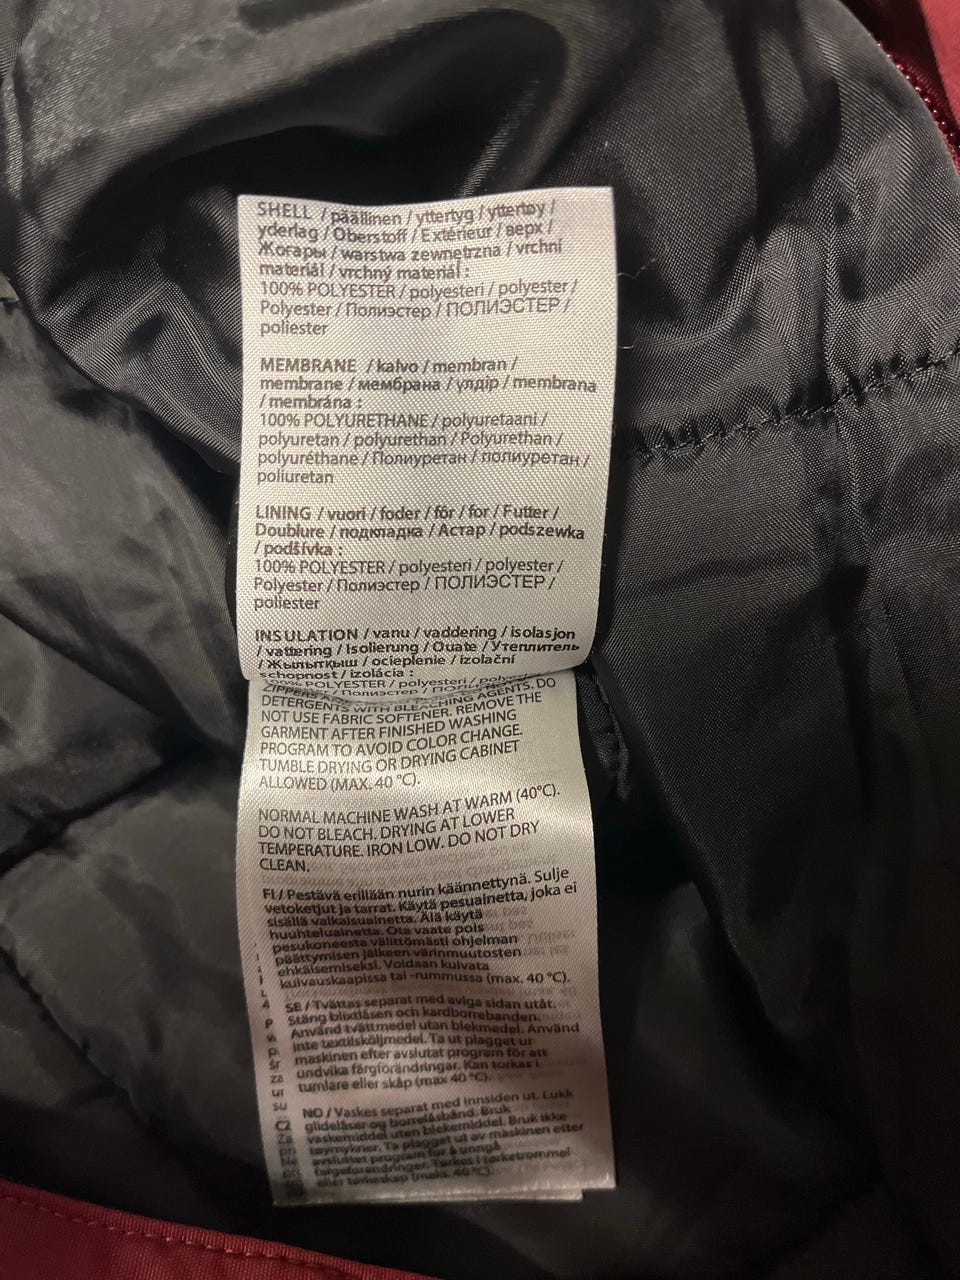 SHELL / päällinen / yttertyg / yttertøy /
yderlag / Oberstoff / Extérieur / верх /
Жоғары / warstwa zewnętrzna / vrchní
materiál / vrchný materiál :
100% POLYESTER / polyesteri / polyester /
Polyester / Полиэстер / ПОЛИЭСТЕР /
poliester
MEMBRANE / kalvo / membran /
membrane / мембрана / үлдір / membrana
/ membrána :
100% POLYURETHANE / polyuretaani /
polyuretan / polyurethan / Polyurethan /
polyuréthane / Полиуретан / полиуретан /
poliuretan
LINING / vuori / foder / fôr / for / Futter /
Doublure / подкладка / Астар / podszewka
/ podšívka :
100% POLYESTER / polyesteri / polyester /
Polyester / Полиэстер / ПОЛИЭСТЕР /
poliester
INSULATION / vanu / vaddering / isolasjon
/ vattering / Isolierung / Ouate / Утеплитель
/ Жылытқыш / ocieplenie / izolační
schopnost / izolácia :
100% POLYESTER / polyesteri /
/ Полиэстер /
ZIPPERS
DETERGENTS WITH BLEACHING AGENTS. DO
NOT USE FABRIC SOFTENER. REMOVE THE
GARMENT AFTER FINISHED WASHING
PROGRAM TO AVOID COLOR CHANGE.
TUMBLE DRYING OR DRYING CABINET
ALLOWED (MAX. 40 °C).
NORMAL MACHINE WASH AT WARM (40°C).
DO NOT BLEACH. DRYING AT LOWER
TEMPERATURE. IRON LOW. DO NOT DRY
CLEAN.
FI / Pestävä erillään nurin käännettynä. Sulje
vetoketjut ja tarrat. Käytä pesuainetta, joka ei
sisällä valkaisuainetta. Älä käytä
huuhteluainetta. Ota vaate pois
pesukoneesta välittömästi ohjelman
päättymisen jälkeen värinmuutosten
ehkäisemiseksi. Voidaan kuivata
kuivauskaapissa tai -rummussa (max. 40 °C).
SE / Tvättas separat med aviga sidan utåt.
Stäng blixtlåsen och kardborrebanden.
Använd tvättmedel utan blekmedel. Använd
inte textilsköljmedel. Ta ut plagget ur
maskinen efter avslutat program för att
undvika färgförändringar. Kan torkas i
tumlare eller skåp (max 40 °C).
NO / Vaskes separat med innsiden ut. Lukk
glidelåser og borrelåsbånd. Bruk
vaskemiddel uten blekemiddel. Bruk ikke
tøymykner. Ta plagget ut av maskinen etter
avsluttet program for å unngå
fargeforandringer. Tørkes i tørketrommel
eller tørkeskap (maks. 40 °C).